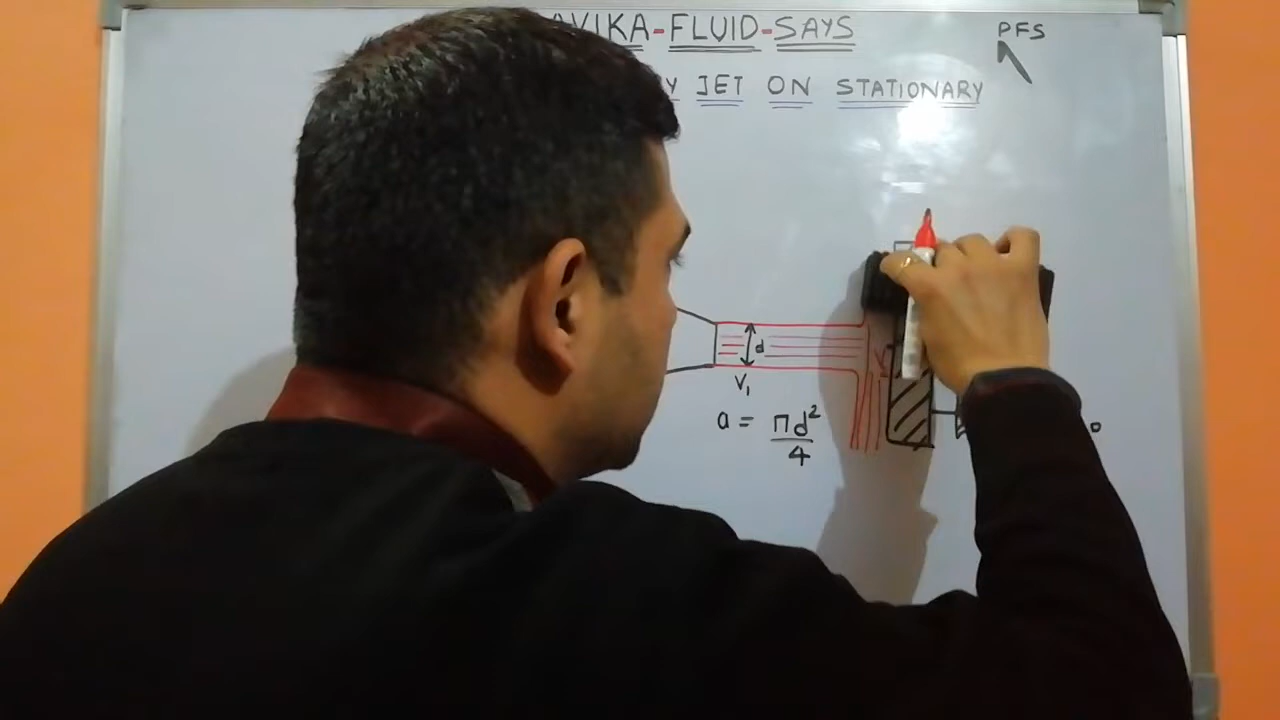 AVIKA-FLUID-SAYS
PFS
Y JET ON STATIONARY
d
V₁
a = πd²/4